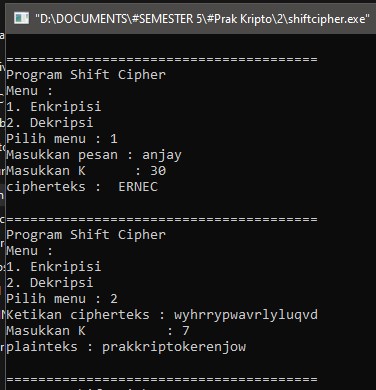 "D:\DOCUMENTS\#SEMESTER 5\#Prak Kripto\2\shiftcipher.exe"
======================================
Program Shift Cipher
Menu :
1. Enkripisi
2. Dekripsi
Pilih menu : 1
Masukkan pesan : anjay
Masukkan K      : 30
cipherteks :  ERNEC
======================================
Program Shift Cipher
Menu :
1. Enkripisi
2. Dekripsi
Pilih menu : 2
Ketikan cipherteks : wyhrrypwavrlyluqvd
Masukkan K          : 7
plainteks : prakkriptokerenjow
======================================